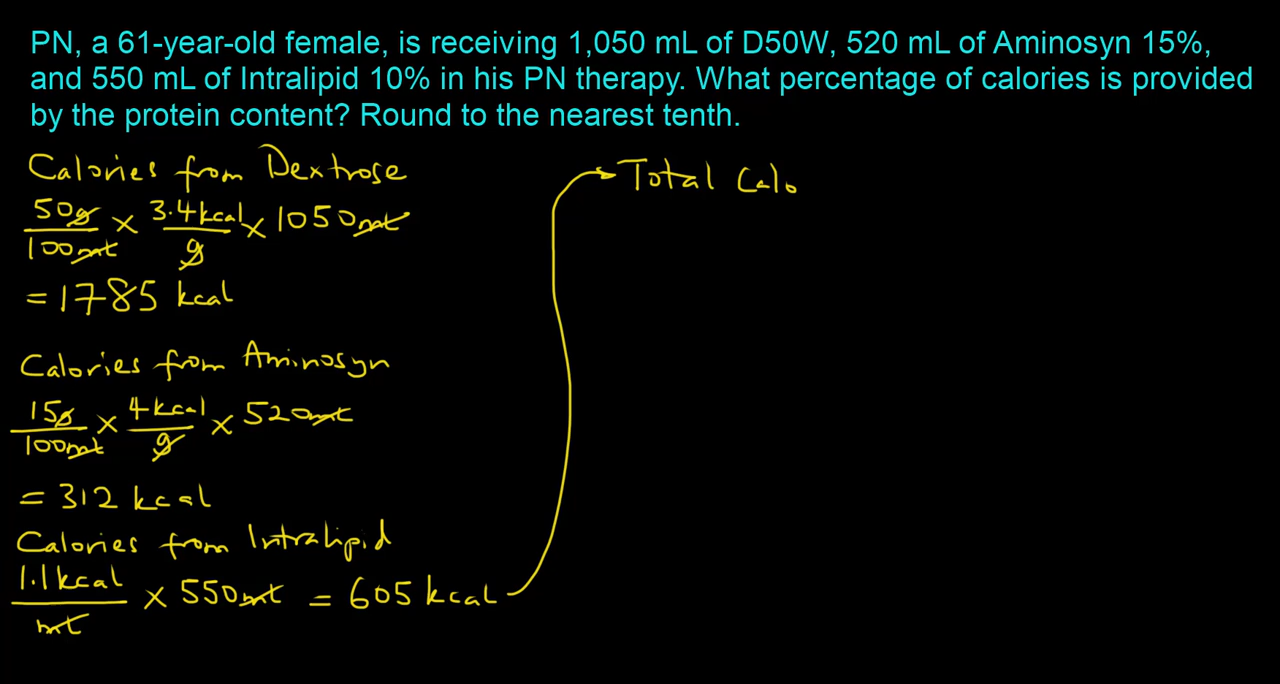 PN, a 61-year-old female, is receiving 1,050 mL of D50W, 520 mL of Aminosyn 15%,
and 550 mL of Intralipid 10% in his PN therapy. What percentage of calories is provided
by the protein content? Round to the nearest tenth.
Calories from Dextrose
50g/100mL × 3.4kcal/g × 1050mL
= 1785 kcal
Calories from Aminosyn
15g/100mL × 4kcal/g × 520mL
= 312 kcal
Calories from Intralipid
1.1kcal/mL × 550mL = 605 kcal
Total Calo